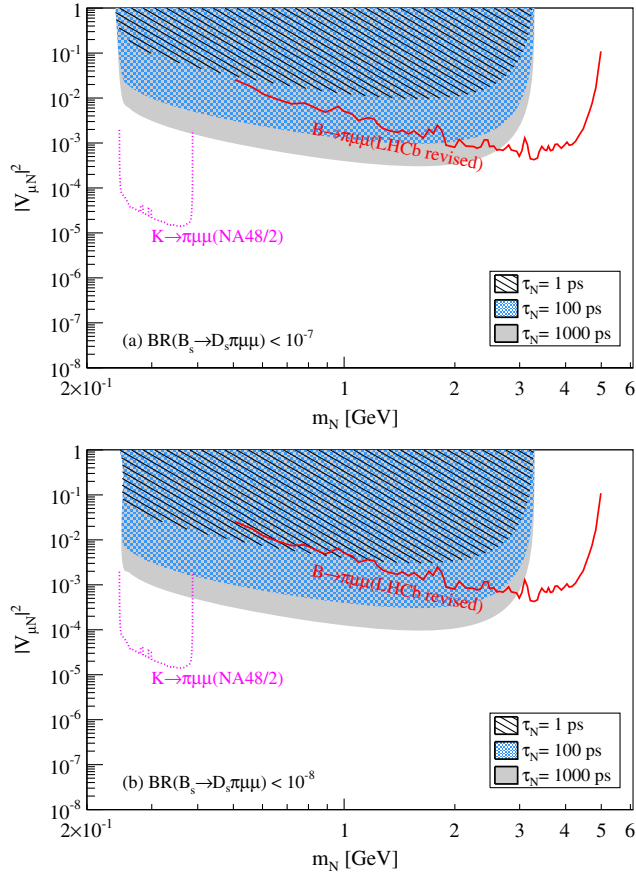 1
10⁻¹
10⁻²
10⁻³
10⁻⁴
10⁻⁵
10⁻⁶
10⁻⁷
10⁻⁸
|V_μN|²
B→πμμ(LHCb revised)
K→πμμ(NA48/2)
τ_N= 1 ps
τ_N= 100 ps
τ_N= 1000 ps
(a) BR(B_s→D_sπμμ) < 10⁻⁷
2×10⁻¹ 1 2 3 4 5 6
m_N [GeV]
1
10⁻¹
10⁻²
10⁻³
10⁻⁴
10⁻⁵
10⁻⁶
10⁻⁷
10⁻⁸
|V_μN|²
B→πμμ(LHCb revised)
K→πμμ(NA48/2)
τ_N= 1 ps
τ_N= 100 ps
τ_N= 1000 ps
(b) BR(B_s→D_sπμμ) < 10⁻⁸
2×10⁻¹ 1 2 3 4 5 6
m_N [GeV]